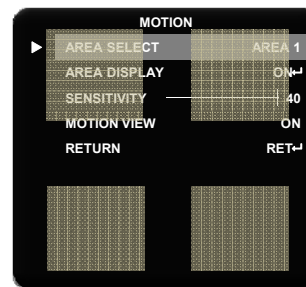 MOTION
AREA SELECT AREA 1
AREA DISPLAY ON↵
SENSITIVITY 40
MOTION VIEW ON
RETURN RET↵